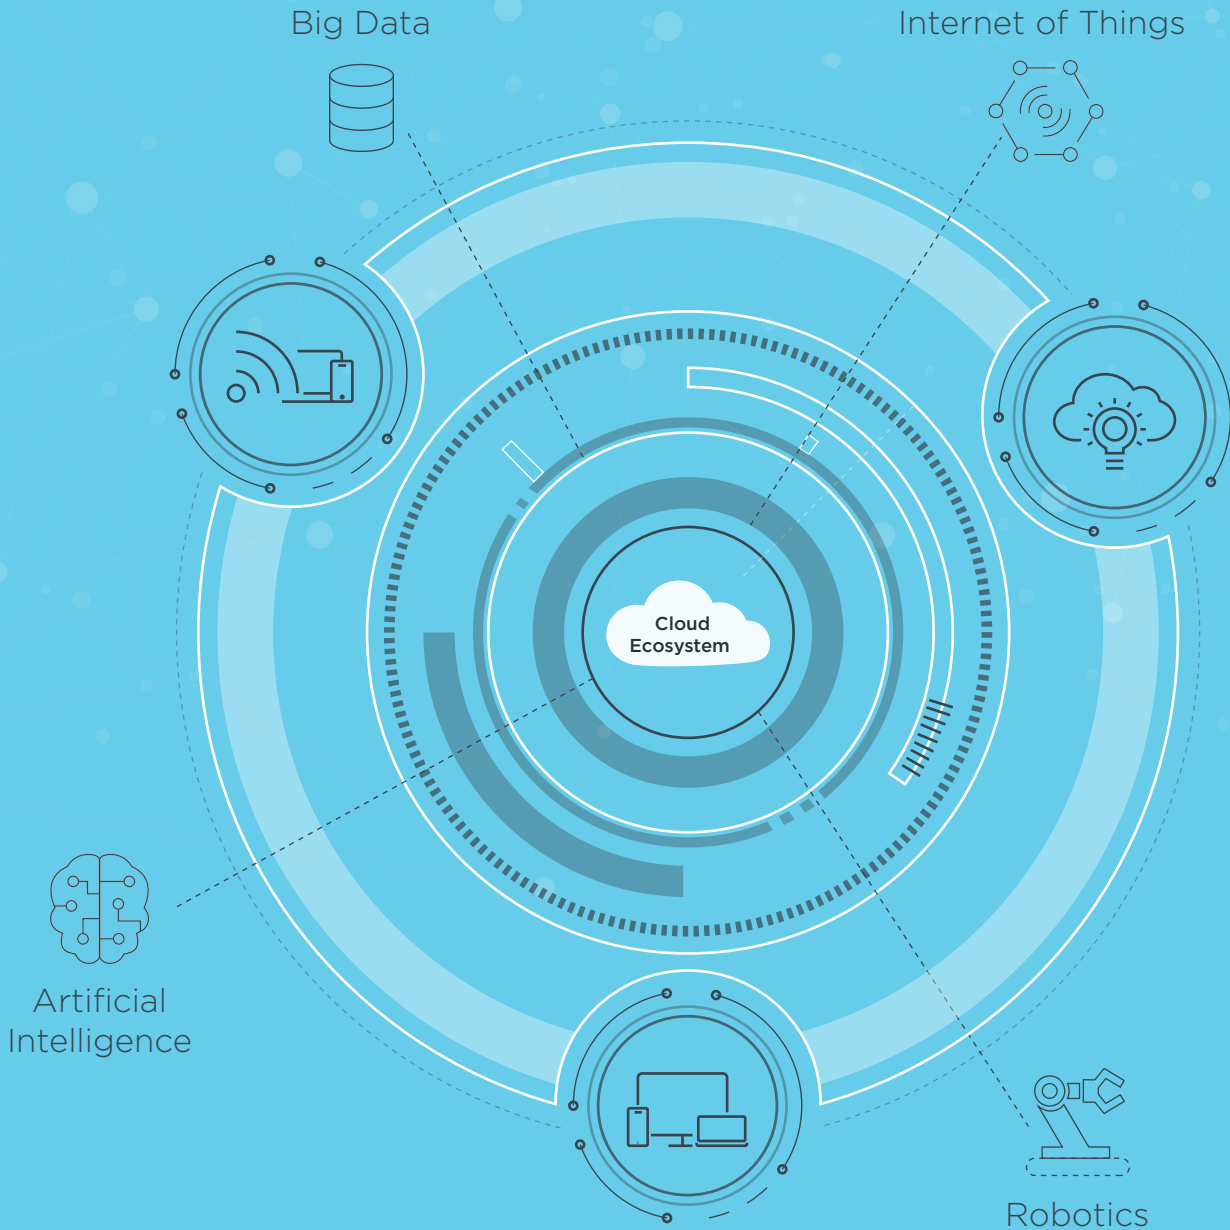 Big Data
Internet of Things
Cloud
Ecosystem
Artificial
Intelligence
Robotics